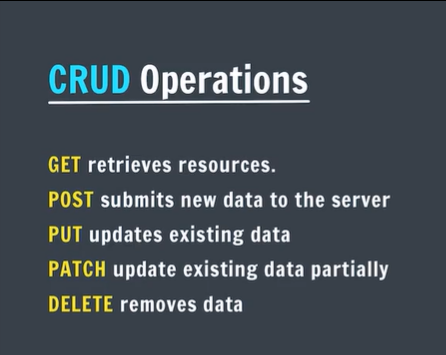 CRUD Operations
GET retrieves resources.
POST submits new data to the server
PUT updates existing data
PATCH update existing data partially
DELETE removes data